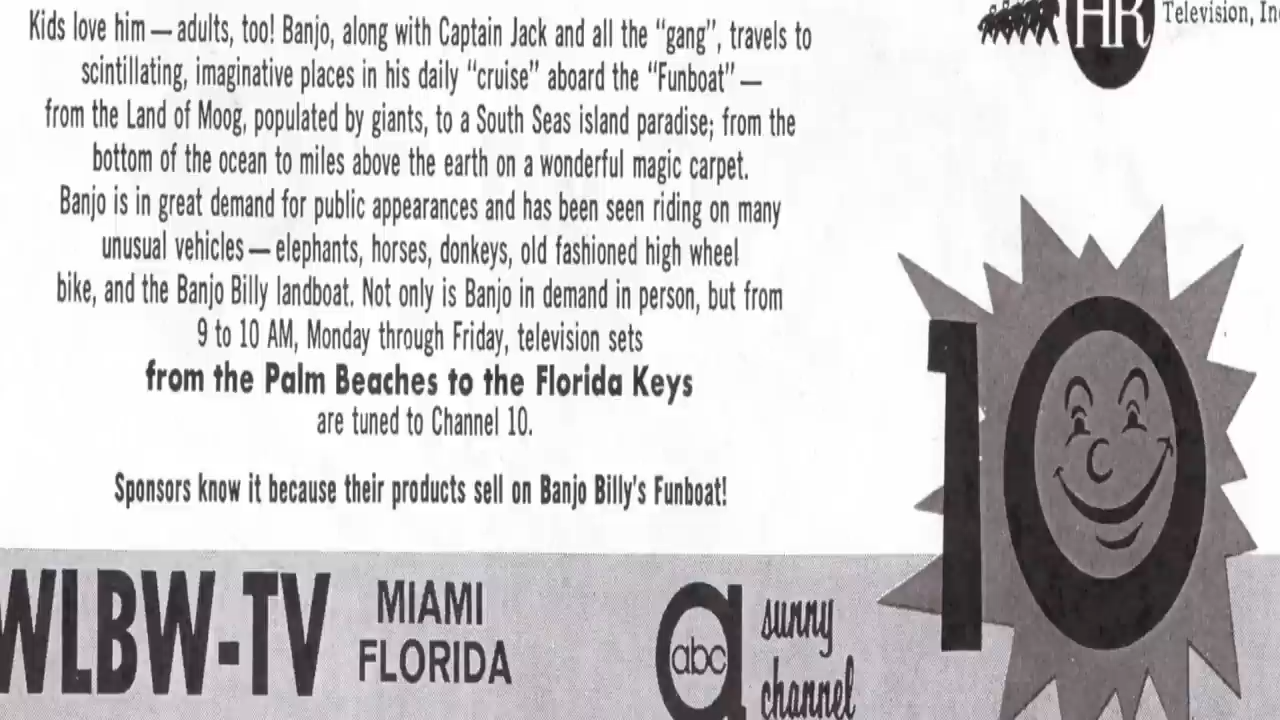 Kids love him — adults, too! Banjo, along with Captain Jack and all the "gang", travels to
scintillating, imaginative places in his daily "cruise" aboard the "Funboat" —
from the Land of Moog, populated by giants, to a South Seas island paradise; from the
bottom of the ocean to miles above the earth on a wonderful magic carpet.
Banjo is in great demand for public appearances and has been seen riding on many
unusual vehicles — elephants, horses, donkeys, old fashioned high wheel
bike, and the Banjo Billy landboat. Not only is Banjo in demand in person, but from
9 to 10 AM, Monday through Friday, television sets
from the Palm Beaches to the Florida Keys
are tuned to Channel 10.
Sponsors know it because their products sell on Banjo Billy's Funboat!
HR
Television, In
10
WLBW-TV
MIAMI
FLORIDA
abc
sunny
channel